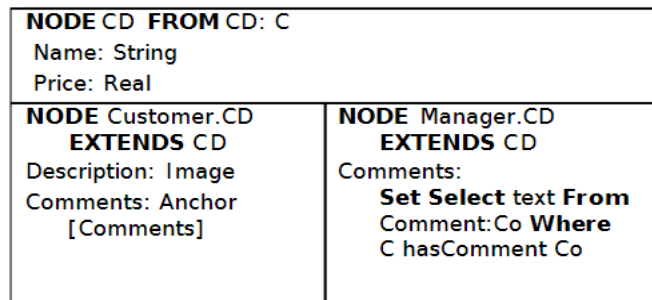 NODE CD FROM CD: C
Name: String
Price: Real
NODE Customer.CD
EXTENDS CD
Description: Image
Comments: Anchor
[Comments]
NODE Manager.CD
EXTENDS CD
Comments:
Set Select text From
Comment:Co Where
C hasComment Co